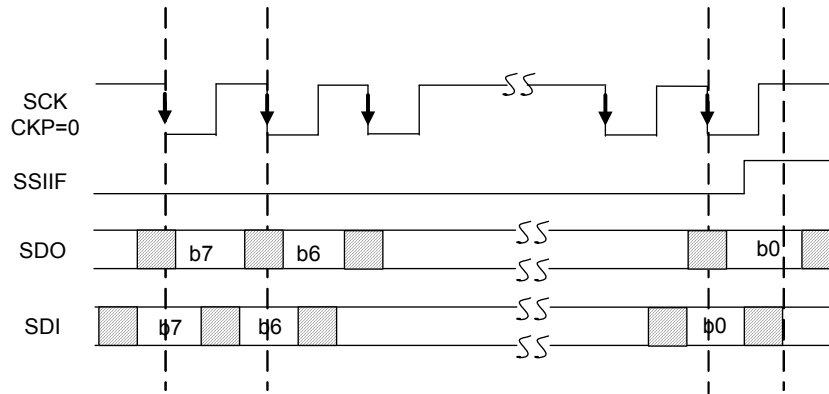 SCK
CKP=0
SSIIF
SDO b7 b6 b0
SDI b7 b6 b0